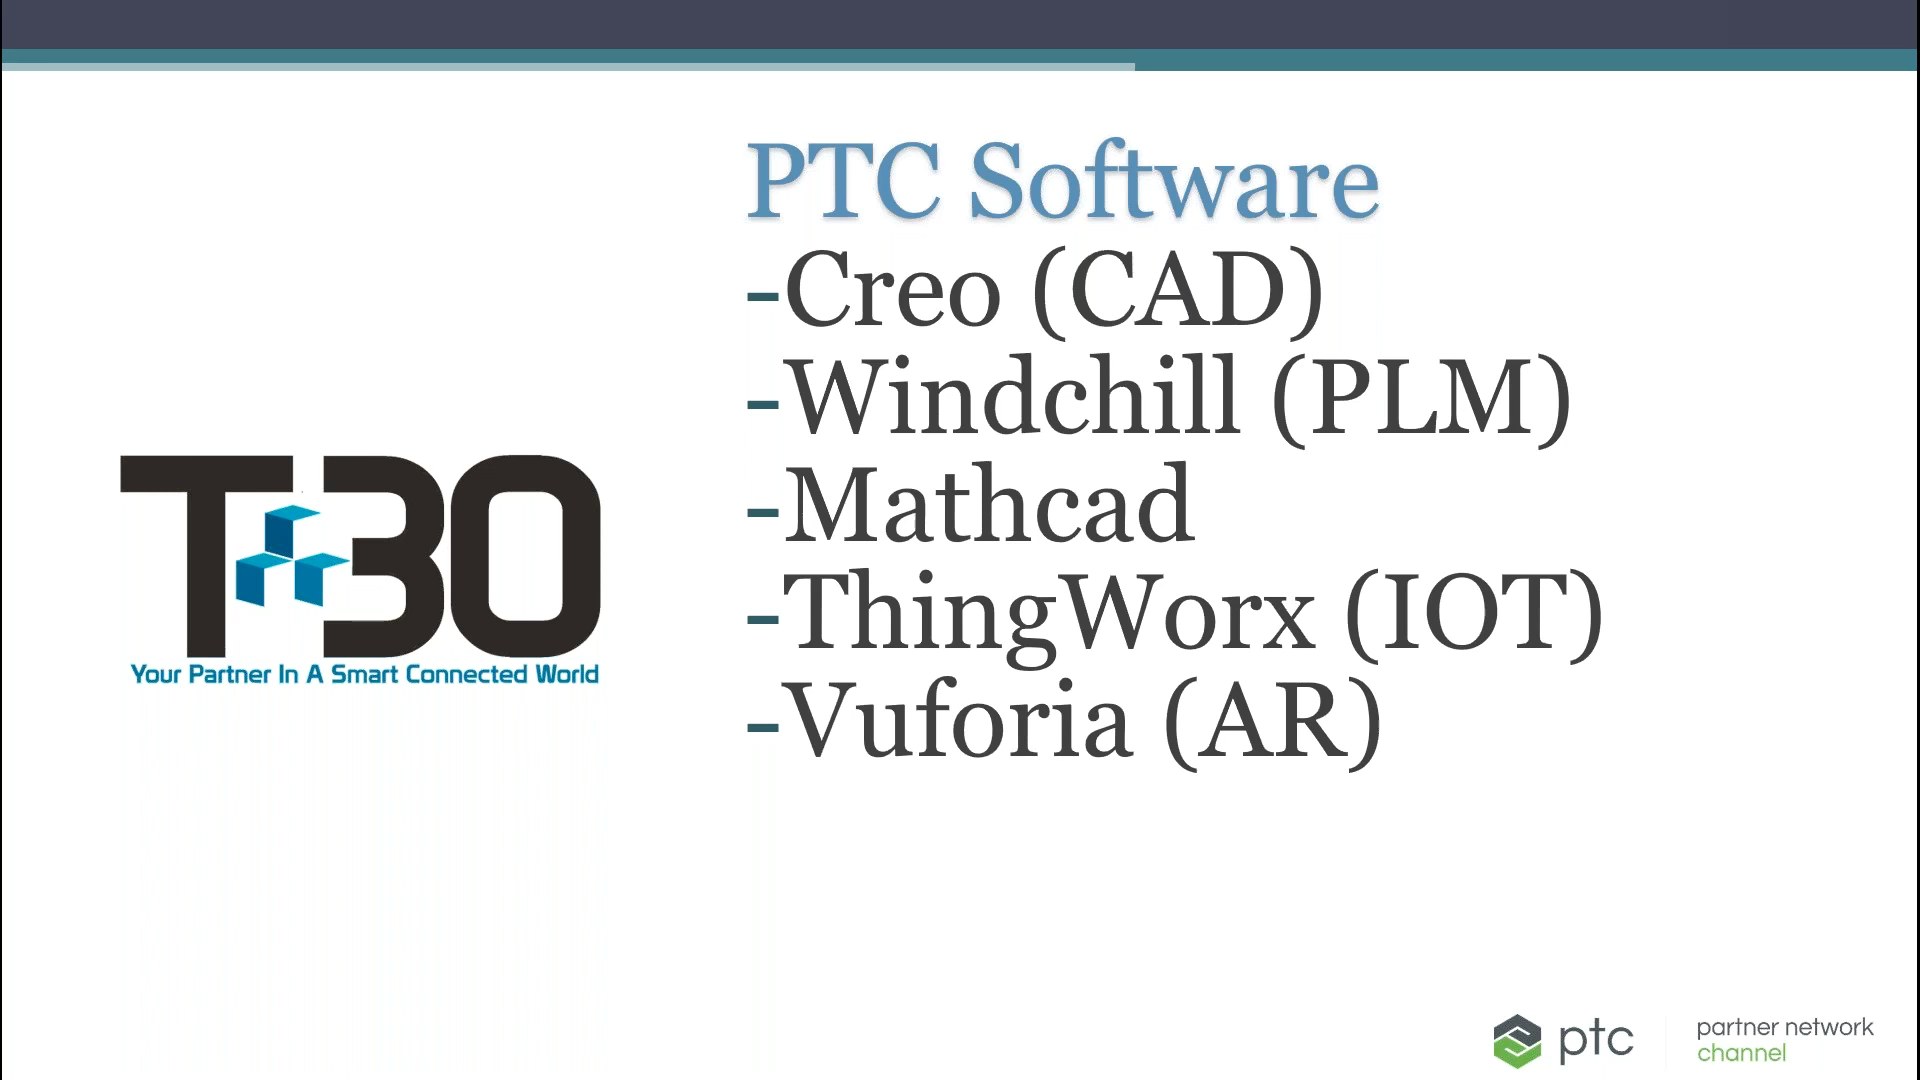 PTC Software
-Creo (CAD)
-Windchill (PLM)
-Mathcad
-ThingWorx (IOT)
-Vuforia (AR)
T30
Your Partner In A Smart Connected World
ptc
partner network
channel